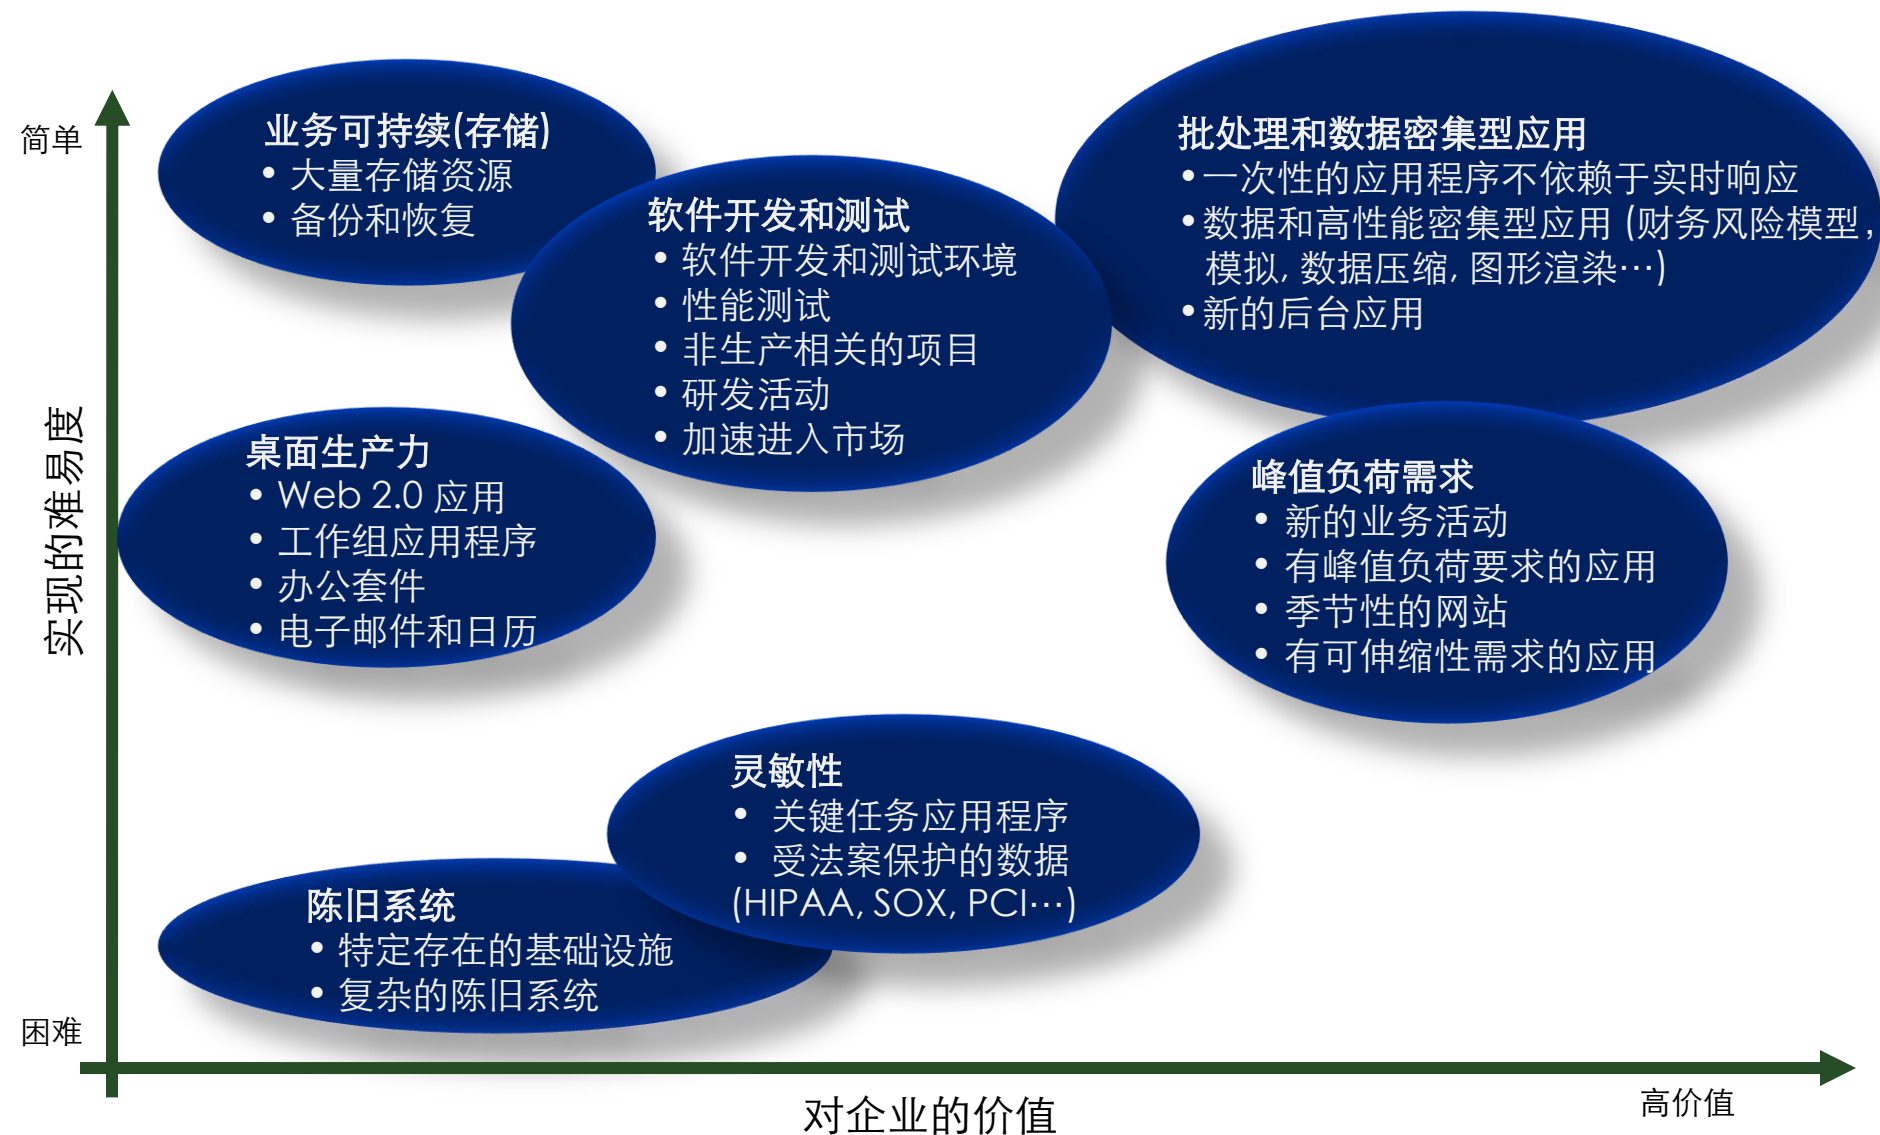 简单
业务可持续(存储)
• 大量存储资源
• 备份和恢复
软件开发和测试
• 软件开发和测试环境
• 性能测试
• 非生产相关的项目
• 研发活动
• 加速进入市场
批处理和数据密集型应用
•一次性的应用程序不依赖于实时响应
•数据和高性能密集型应用 (财务风险模型,
模拟, 数据压缩, 图形渲染…)
•新的后台应用
实现的难易度
桌面生产力
• Web 2.0 应用
• 工作组应用程序
• 办公套件
• 电子邮件和日历
峰值负荷需求
• 新的业务活动
• 有峰值负荷要求的应用
• 季节性的网站
• 有可伸缩性需求的应用
灵敏性
• 关键任务应用程序
• 受法案保护的数据
(HIPAA, SOX, PCI…)
陈旧系统
• 特定存在的基础设施
• 复杂的陈旧系统
困难
对企业的价值
高价值